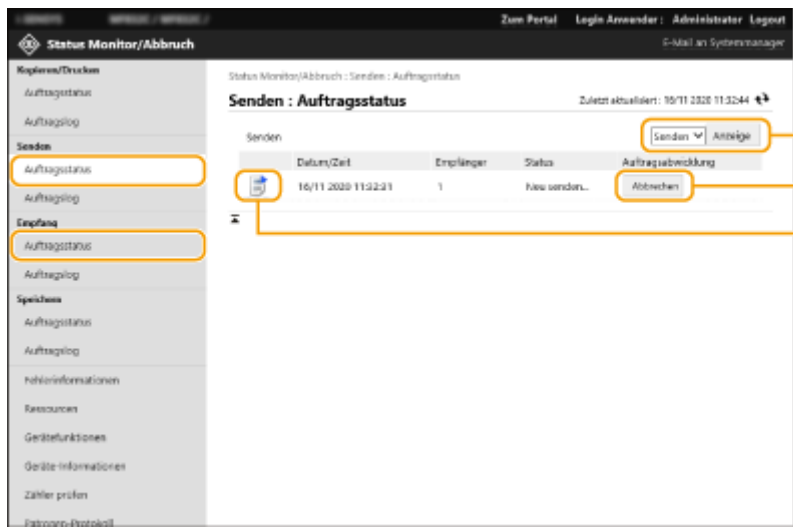 Zum Portal Login Anwender : Administrator Logout
Status Monitor/Abbruch
E-Mail an Systemmanager
Kopieren/Drucken
Auftragsstatus
Auftragslog
Senden
Auftragsstatus
Auftragslog
Empfang
Auftragsstatus
Auftragslog
Speichern
Auftragsstatus
Auftragslog
Fehlerinformationen
Ressourcen
Gerätefunktionen
Geräte-Informationen
Zähler prüfen
Patronen-Protokoll
Status Monitor/Abbruch : Senden : Auftragsstatus
Senden : Auftragsstatus
Zuletzt aktualisiert : 16/11 2020 11:32:44
Senden
Senden Anzeige
Datum/Zeit Empfänger Status Auftragsabwicklung
16/11 2020 11:32:31 1 Neu senden... Abbrechen